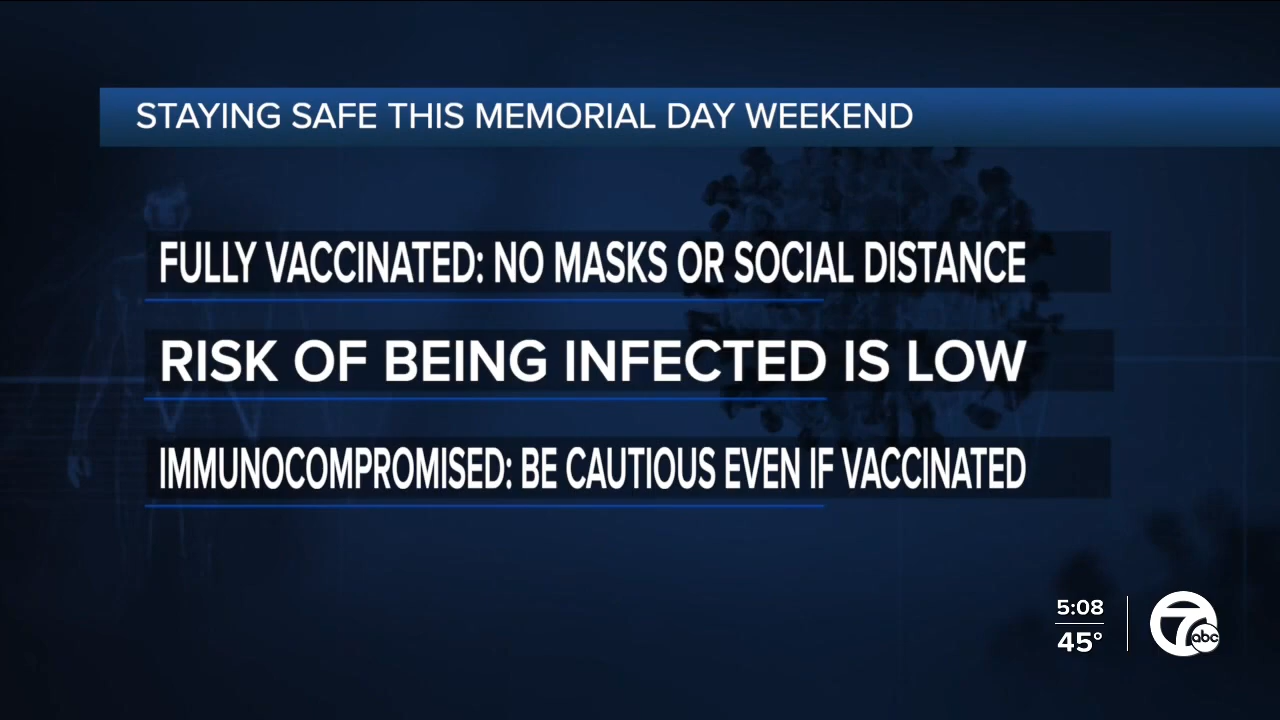 STAYING SAFE THIS MEMORIAL DAY WEEKEND
FULLY VACCINATED: NO MASKS OR SOCIAL DISTANCE
RISK OF BEING INFECTED IS LOW
IMMUNOCOMPROMISED: BE CAUTIOUS EVEN IF VACCINATED
5:08
45°
7
abc